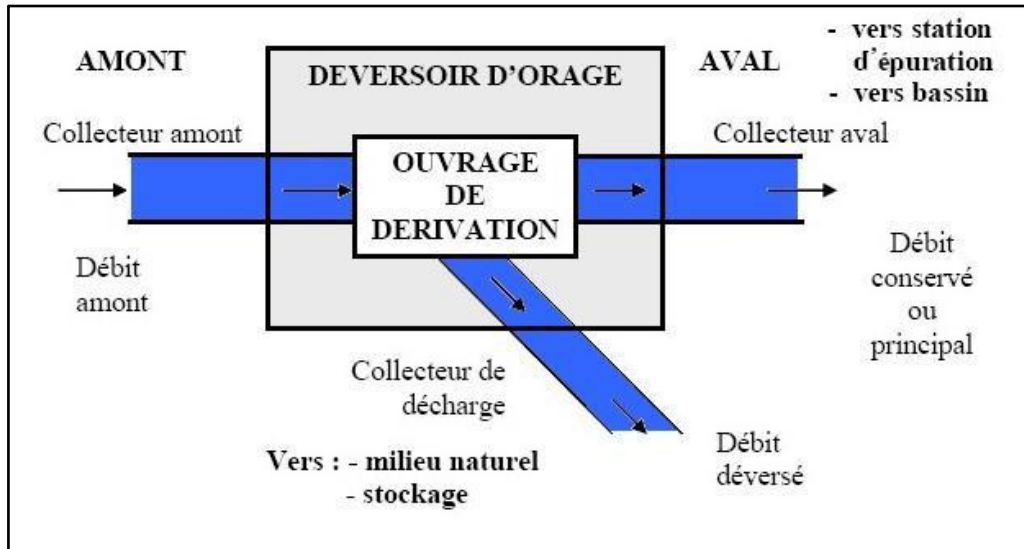 AMONT
DEVERSOIR D’ORAGE
AVAL
- vers station
d’épuration
- vers bassin
Collecteur amont
Collecteur aval
OUVRAGE
DE
DERIVATION
Débit
amont
Débit
conservé
ou
principal
Collecteur de
décharge
Débit
déversé
Vers : - milieu naturel
- stockage